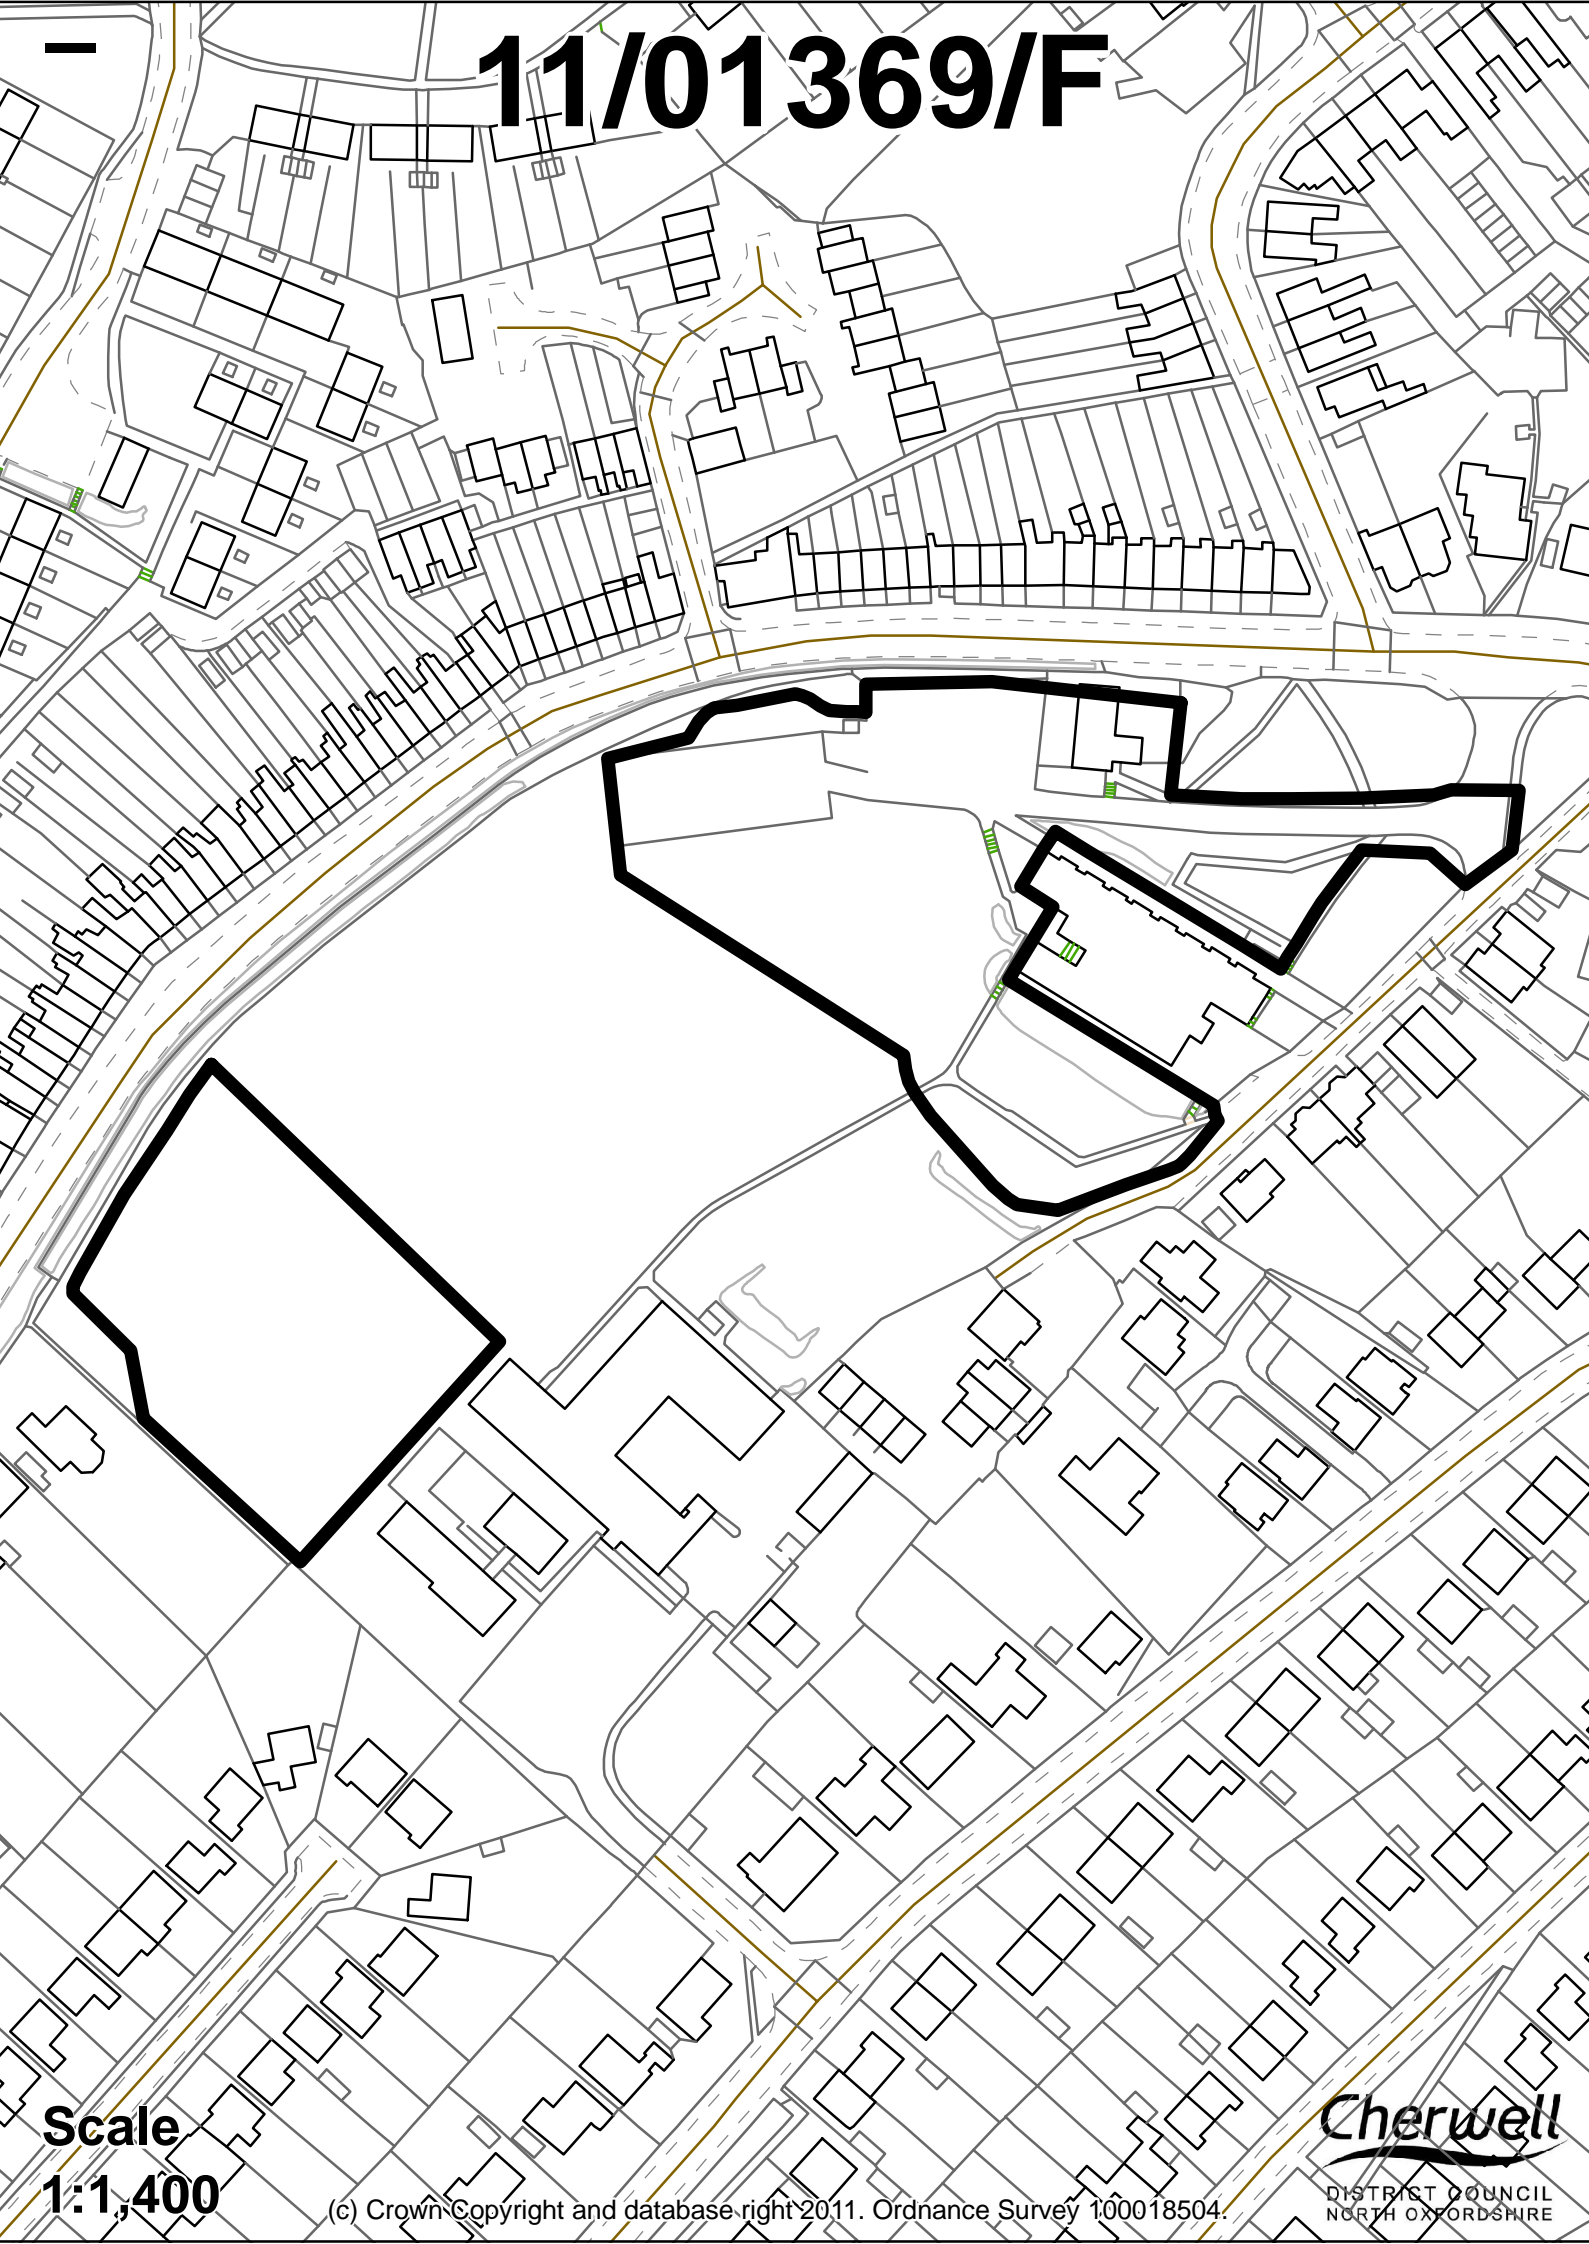 11/01369/F
Scale
1:1,400
(c) Crown Copyright and database right 2011. Ordnance Survey 100018504.
Cherwell
DISTRICT COUNCIL
NORTH OXFORDSHIRE